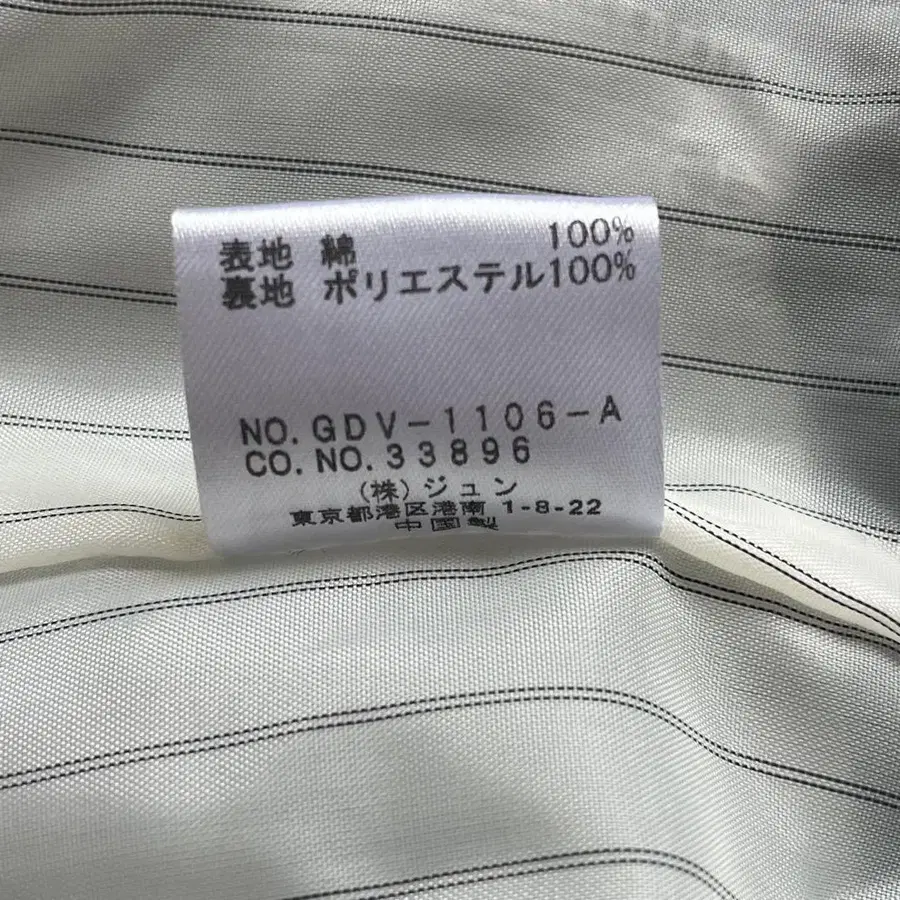 表地 綿 100%
裏地 ポリエステル100%
NO.GDV-1106-A
CO.NO.33896
(株)ジュン
東京都港区港南 1-8-22
中国製